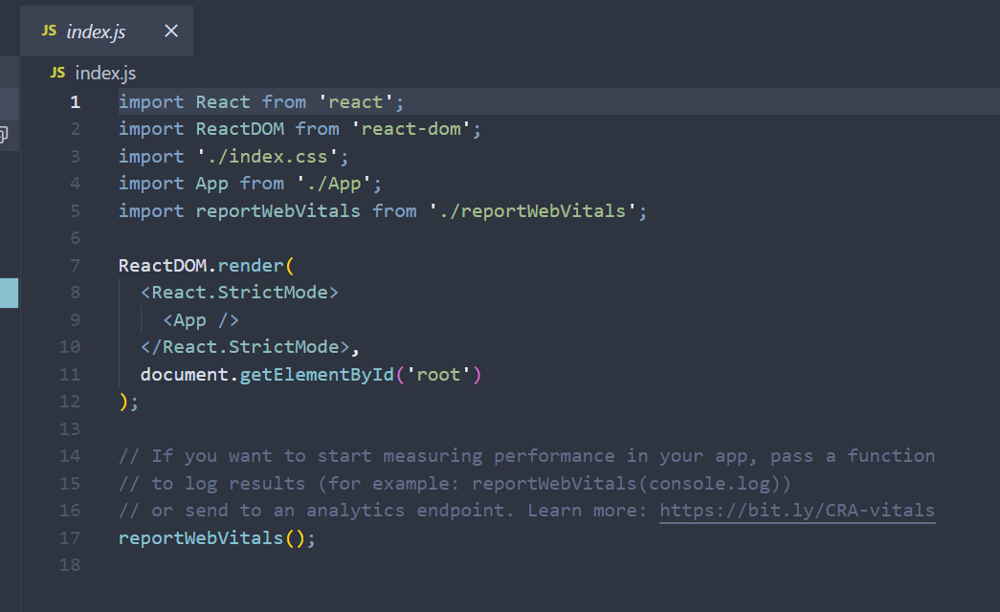 JS index.js ×
JS index.js
1 import React from 'react';
2 import ReactDOM from 'react-dom';
3 import './index.css';
4 import App from './App';
5 import reportWebVitals from './reportWebVitals';
6
7 ReactDOM.render(
8   <React.StrictMode>
9     <App />
10   </React.StrictMode>,
11   document.getElementById('root')
12 );
13
14 // If you want to start measuring performance in your app, pass a function
15 // to log results (for example: reportWebVitals(console.log))
16 // or send to an analytics endpoint. Learn more: https://bit.ly/CRA-vitals
17 reportWebVitals();
18